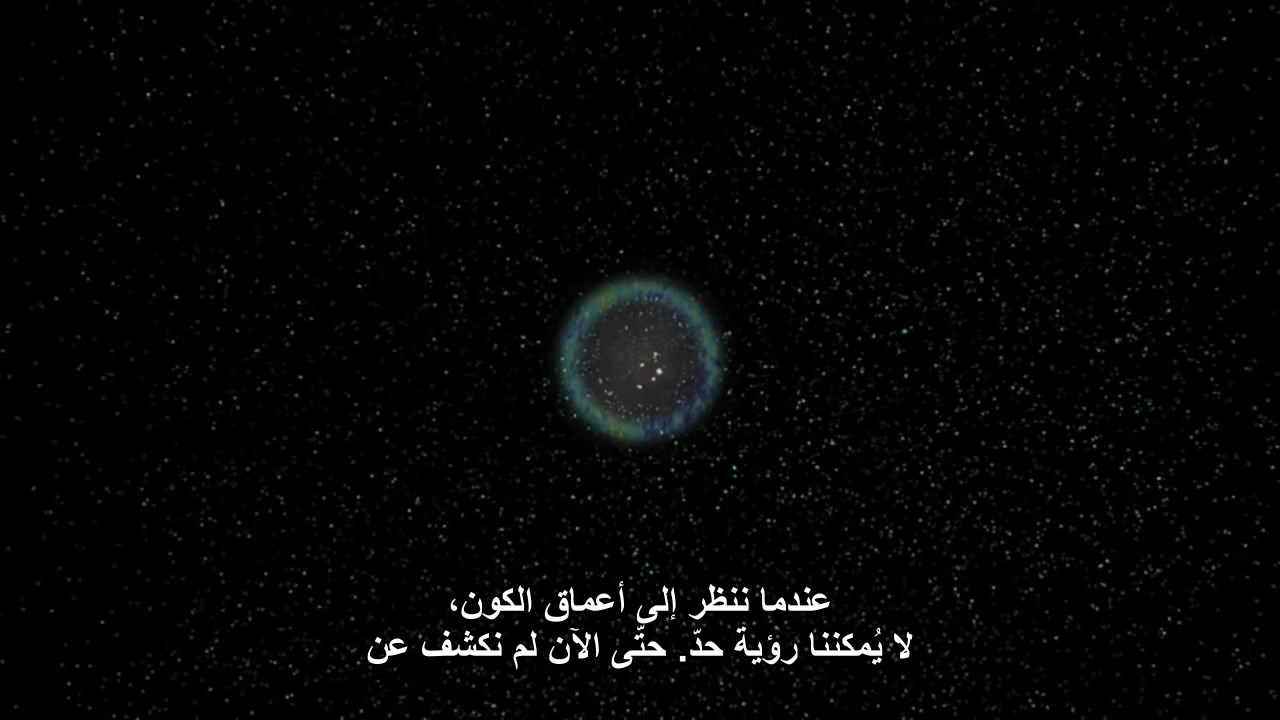 عندما ننظر إلى أعماق الكون،
لا يُمكننا رؤية حدّ. حتّى الآن لم نكشف عن